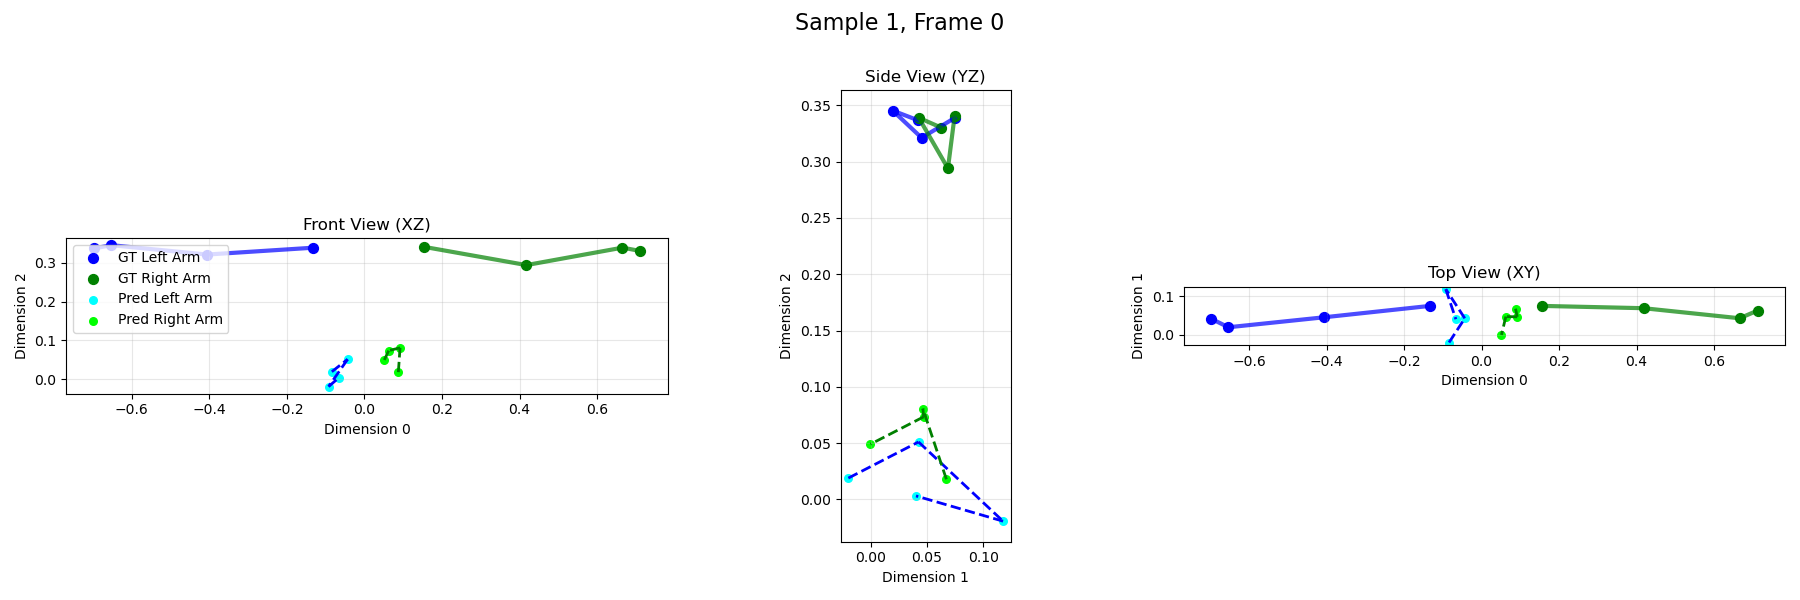 Sample 1, Frame 0
Front View (XZ)
Dimension 2
0.3
0.2
0.1
0.0
GT Left Arm
GT Right Arm
Pred Left Arm
Pred Right Arm
−0.6 −0.4 −0.2 0.0 0.2 0.4 0.6
Dimension 0
Side View (YZ)
Dimension 2
0.35
0.30
0.25
0.20
0.15
0.10
0.05
0.00
0.00 0.05 0.10
Dimension 1
Top View (XY)
Dimension 1
0.1
0.0
−0.6 −0.4 −0.2 0.0 0.2 0.4 0.6
Dimension 0